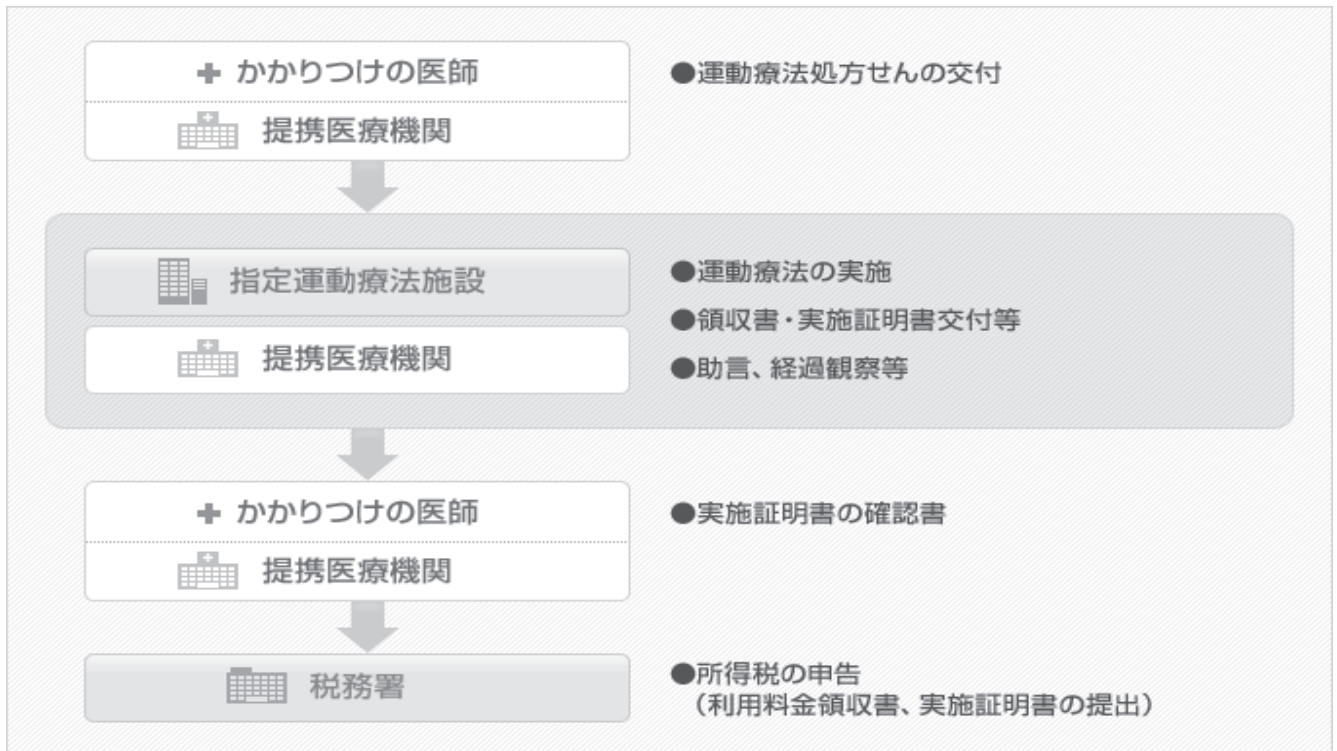 かかりつけの医師
●運動療法処方せんの交付
提携医療機関
指定運動療法施設
●運動療法の実施
●領収書・実施証明書交付等
提携医療機関
●助言、経過観察等
かかりつけの医師
●実施証明書の確認書
提携医療機関
税務署
●所得税の申告
（利用料金領収書、実施証明書の提出）